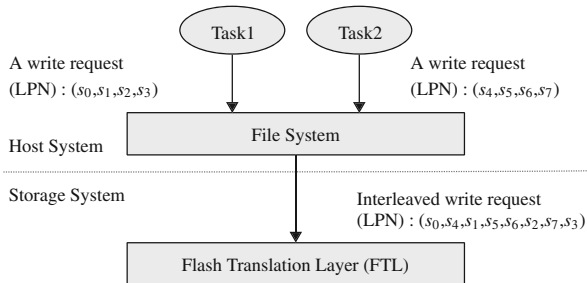 Task1
Task2
A write request
(LPN) : (s0,s1,s2,s3)
A write request
(LPN) : (s4,s5,s6,s7)
File System
Host System
Storage System
Interleaved write request
(LPN) : (s0,s4,s1,s5,s6,s2,s7,s3)
Flash Translation Layer (FTL)